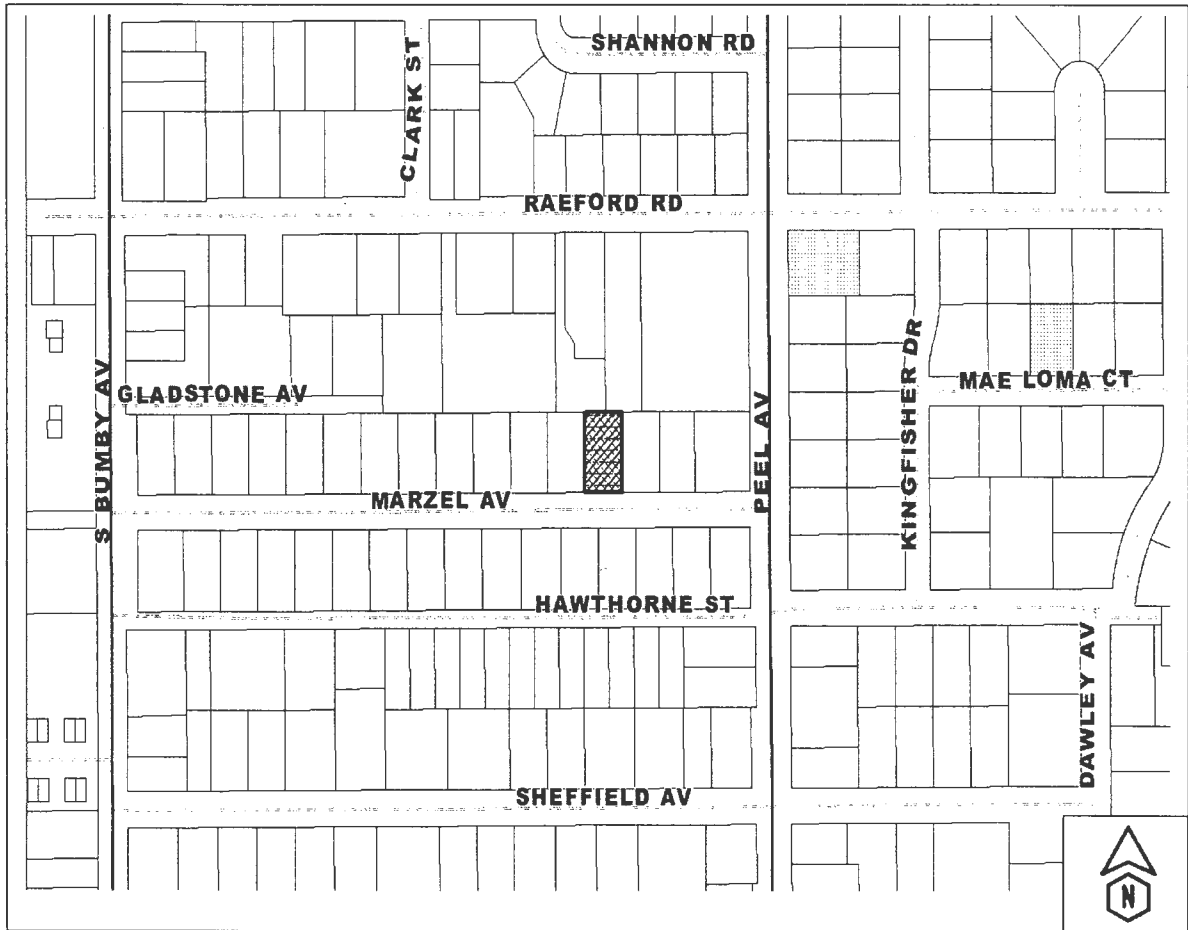 SHANNON RD
CLARK ST
RAEFORD RD
GLADSTONE AV
MAE LOMA CT
KINGFISHER DR
S BUMBY AV
PEEL AV
MARZEL AV
HAWTHORNE ST
DAWLEY AV
SHEFFIELD AV
N